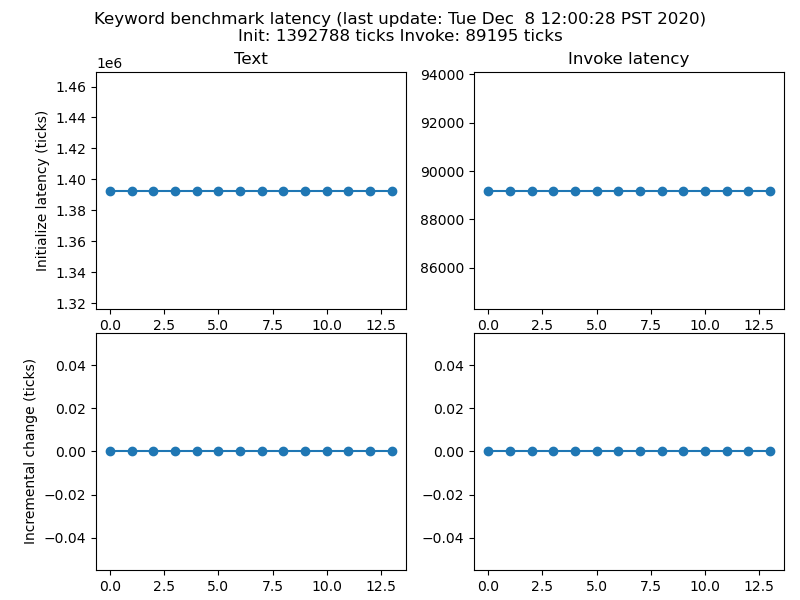 Keyword benchmark latency (last update: Tue Dec  8 12:00:28 PST 2020)
Init: 1392788 ticks Invoke: 89195 ticks
1e6
Text
Invoke latency
Initialize latency (ticks)
1.46
1.44
1.42
1.40
1.38
1.36
1.34
1.32
94000
92000
90000
88000
86000
0.0 2.5 5.0 7.5 10.0 12.5
0.0 2.5 5.0 7.5 10.0 12.5
Incremental change (ticks)
0.04
0.02
0.00
−0.02
−0.04
0.04
0.02
0.00
−0.02
−0.04
0.0 2.5 5.0 7.5 10.0 12.5
0.0 2.5 5.0 7.5 10.0 12.5